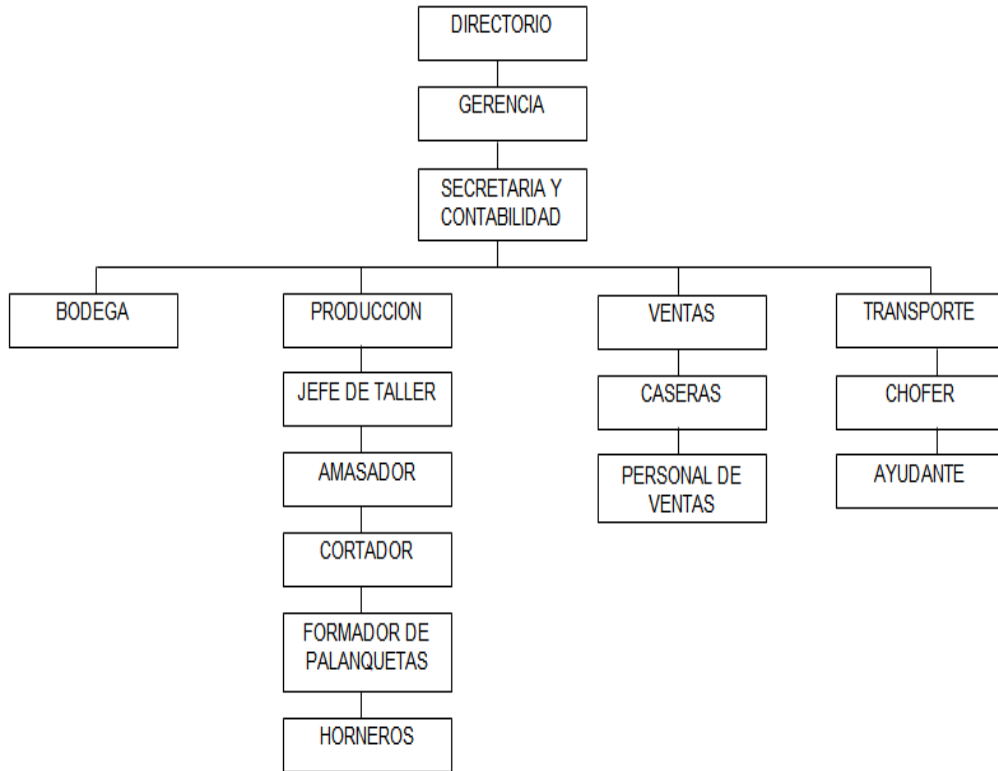 DIRECTORIO
GERENCIA
SECRETARIA Y
CONTABILIDAD
BODEGA
PRODUCCION
VENTAS
TRANSPORTE
JEFE DE TALLER
CASERAS
CHOFER
AMASADOR
PERSONAL DE
VENTAS
AYUDANTE
CORTADOR
FORMADOR DE
PALANQUETAS
HORNEROS